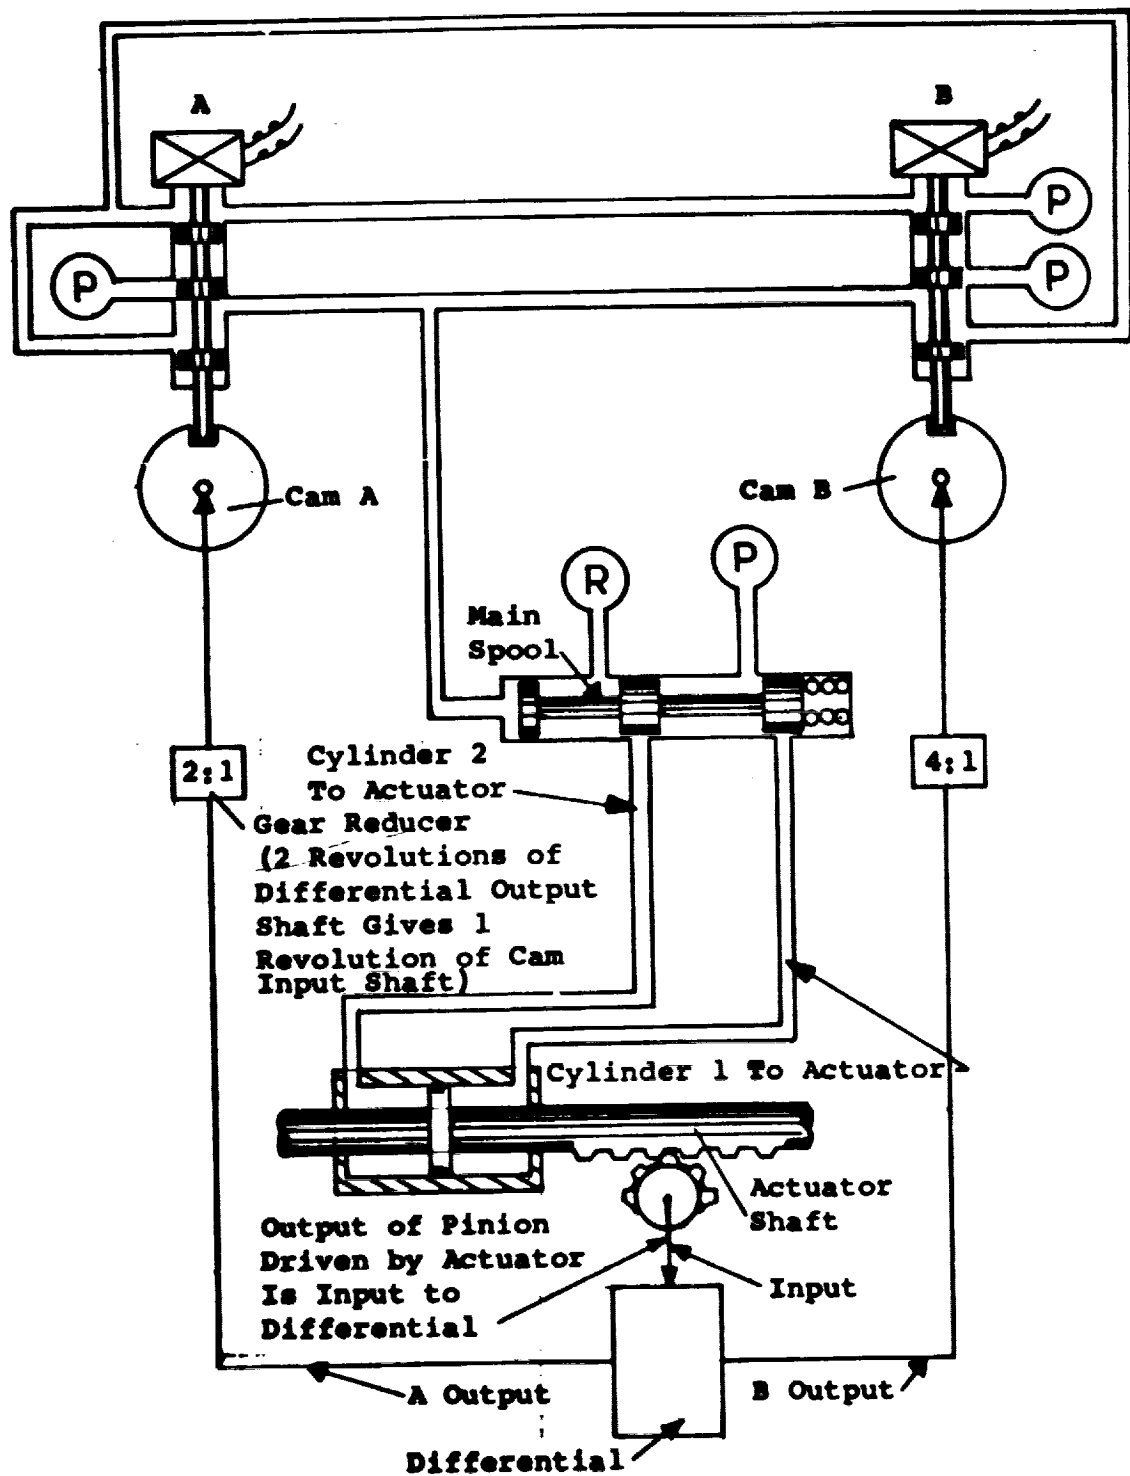 A
B
P
P
P
Cam A
Cam B
R
P
Main
Spool
2:1
4:1
Cylinder 2
To Actuator
Gear Reducer
(2 Revolutions of
Differential Output
Shaft Gives 1
Revolution of Cam
Input Shaft)
Cylinder 1 To Actuator
Actuator
Shaft
Output of Pinion
Driven by Actuator
Is Input to
Differential
Input
A Output
B Output
Differential